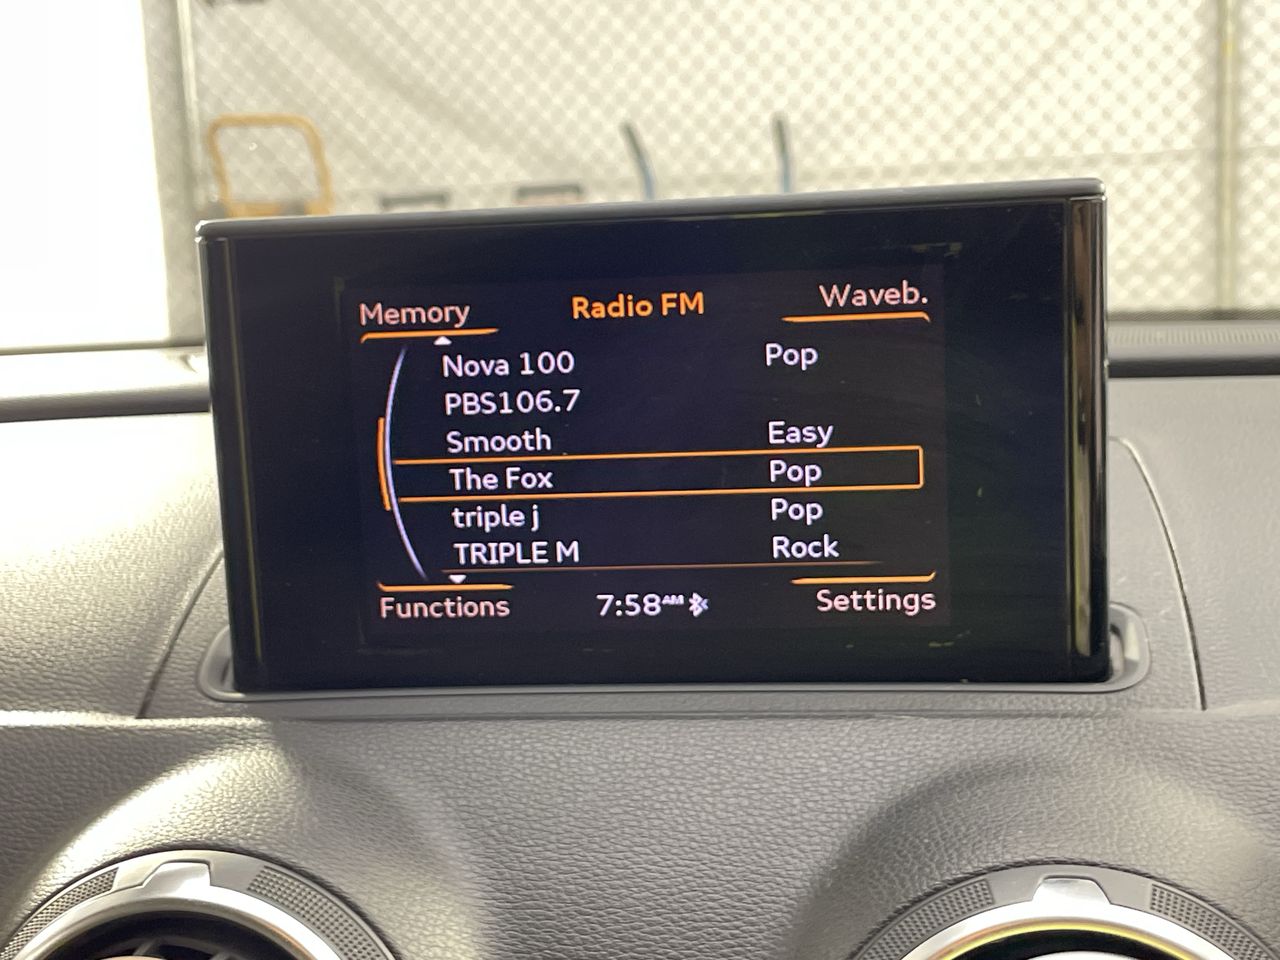 Memory Radio FM Waveb.
Nova 100 Pop
PBS106.7
Smooth Easy
The Fox Pop
triple j Pop
TRIPLE M Rock
Functions 7:58AM Settings